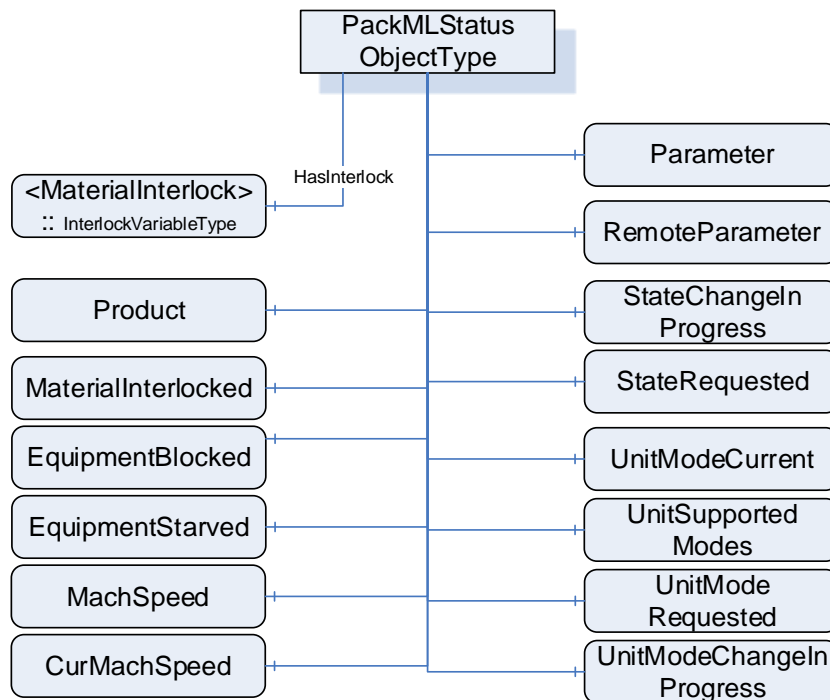 PackMLStatus
ObjectType
HasInterlock
<MaterialInterlock>
:: InterlockVariableType
Product
MaterialInterlocked
EquipmentBlocked
EquipmentStarved
MachSpeed
CurMachSpeed
Parameter
RemoteParameter
StateChangeIn
Progress
StateRequested
UnitModeCurrent
UnitSupported
Modes
UnitMode
Requested
UnitModeChangeIn
Progress